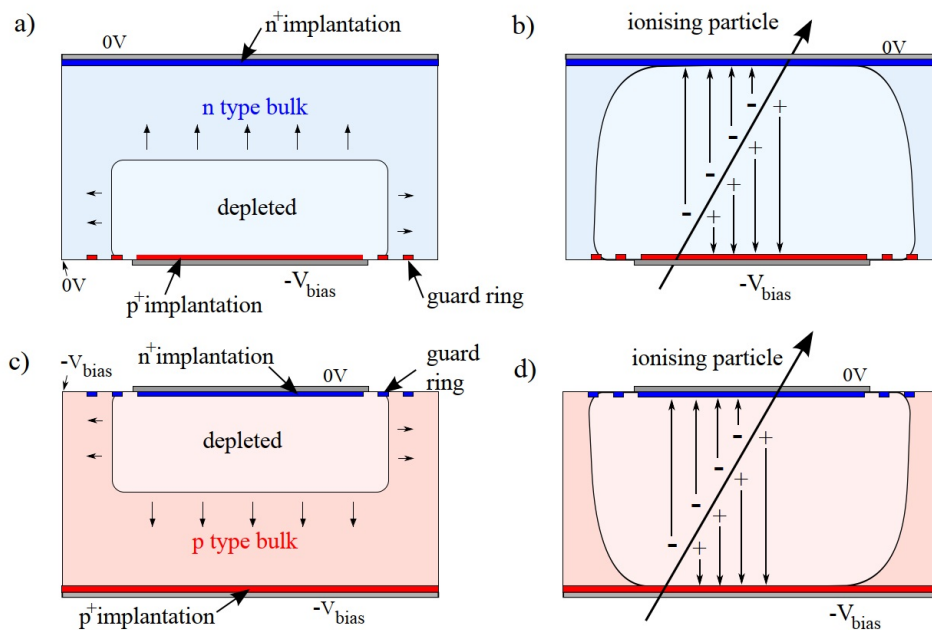 a)
n+implantation
0V
n type bulk
depleted
0V
p+implantation
-Vbias
guard ring
b)
ionising particle
0V
- - - -
+ + + +
-Vbias
c)
-Vbias
n+implantation
0V
guard
ring
depleted
p type bulk
p+implantation
-Vbias
d)
ionising particle
0V
- - - -
+ + + +
-Vbias